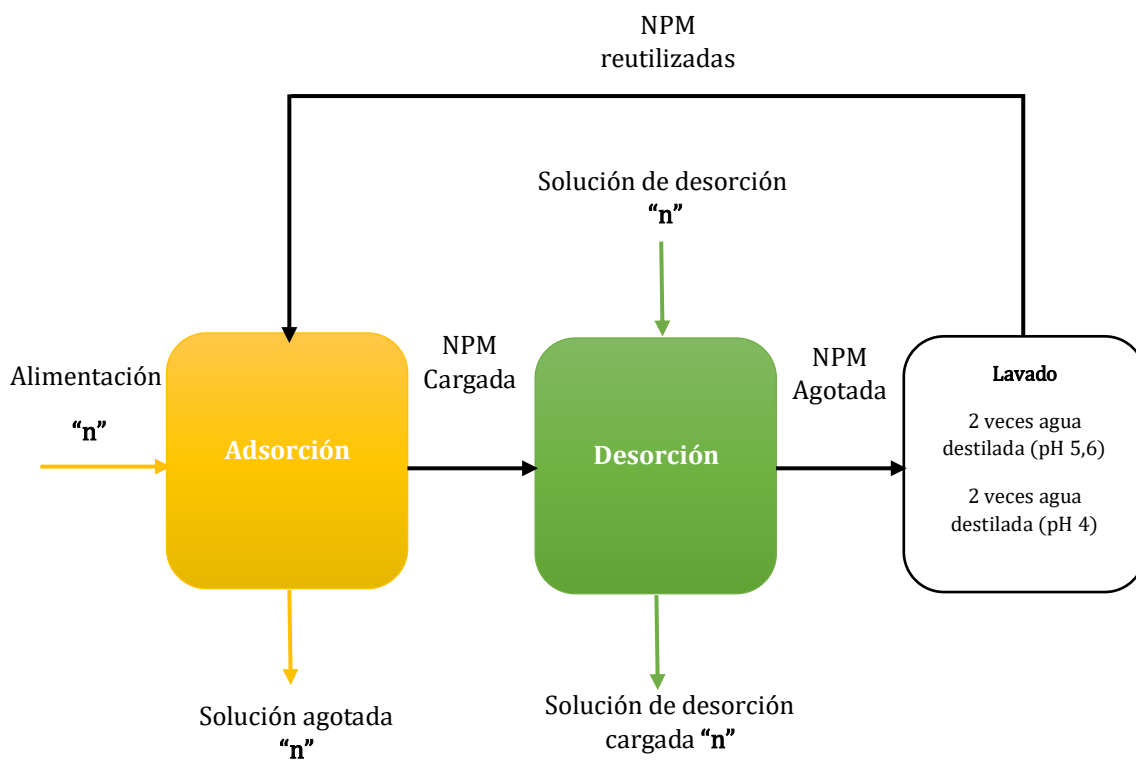 NPM
reutilizadas
Solución de desorción
“n”
Alimentación
“n”
NPM
Cargada
NPM
Agotada
Adsorción
Desorción
Lavado
2 veces agua
destilada (pH 5,6)
2 veces agua
destilada (pH 4)
Solución agotada
“n”
Solución de desorción
cargada “n”